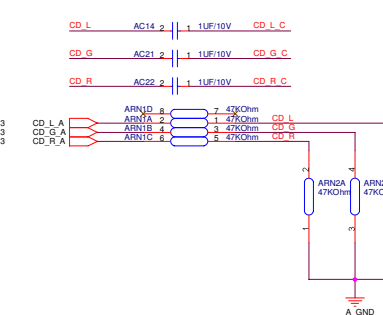 CD_L AC14 2 1 1UF/10V CD_L_C
CD_G AC21 2 1 1UF/10V CD_G_C
CD_R AC22 2 1 1UF/10V CD_R_C
ARN1D 8 7 47KOhm
3 CD_L_A ARN1A 2 1 47KOhm CD_L
3 CD_G_A ARN1B 4 3 47KOhm CD_G
3 CD_R_A ARN1C 6 5 47KOhm CD_R
2 4
ARN2A ARN2
47KOhm 47KO
1 3
A_GND